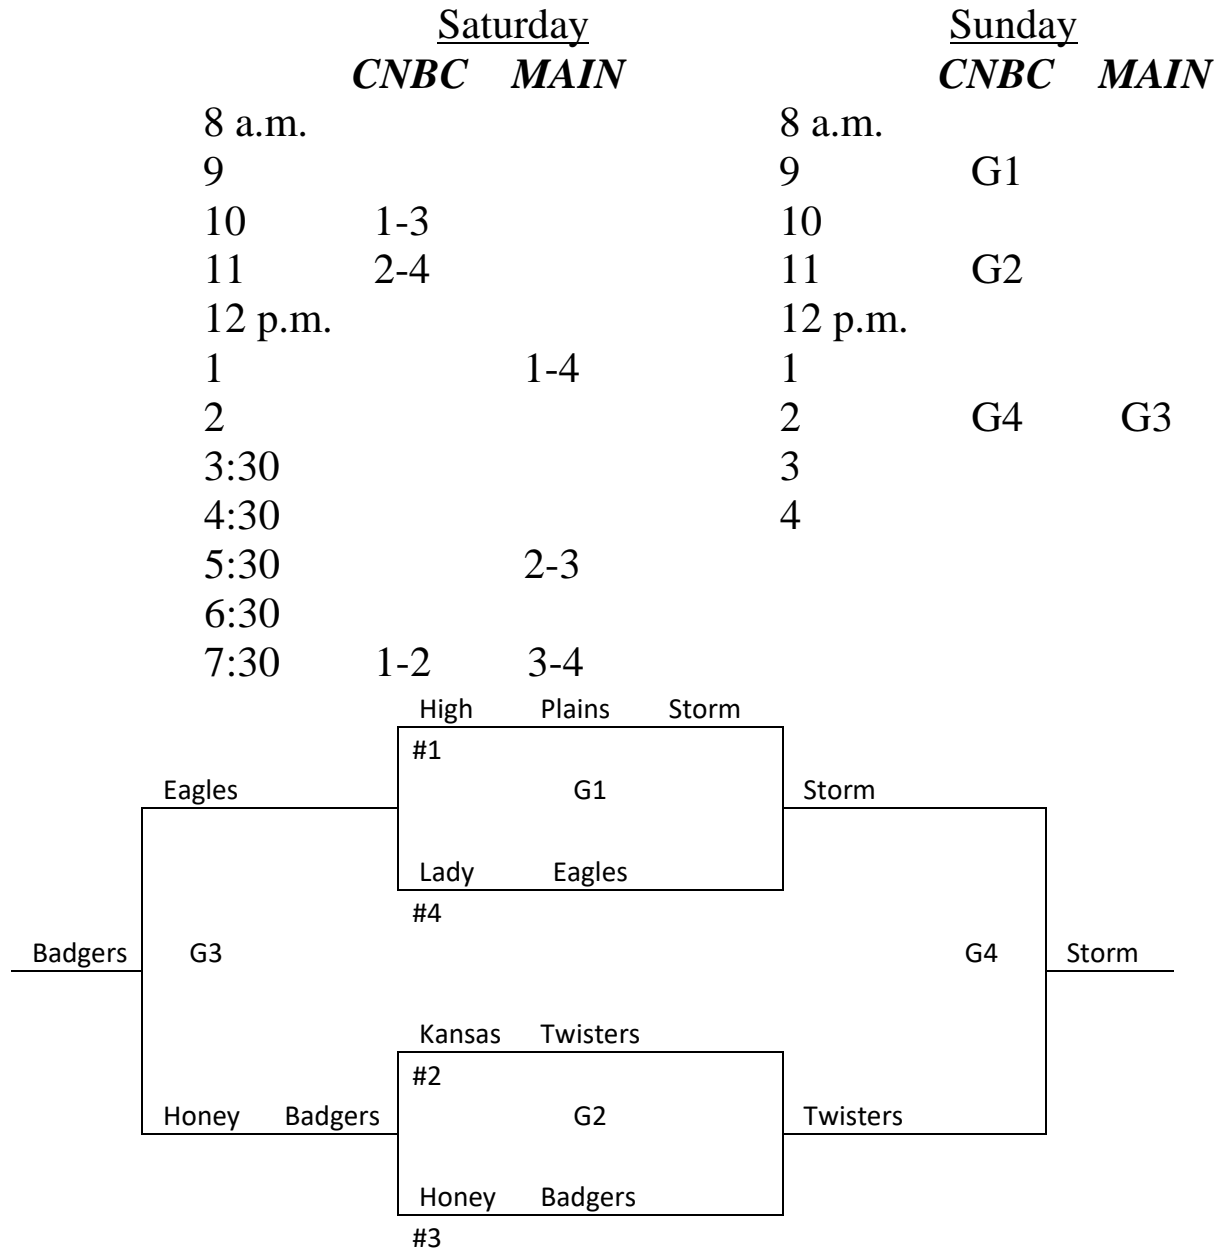 Saturday Sunday
CNBC MAIN CNBC MAIN
8 a.m. 8 a.m.
9 9 G1
10 1-3 10
11 2-4 11 G2
12 p.m. 12 p.m.
1 1-4 1
2 2 G4 G3
3:30 3
4:30 4
5:30 2-3
6:30
7:30 1-2 3-4
High Plains Storm
#1
Eagles G1 Storm
Lady Eagles
#4
Badgers G3 G4 Storm
Kansas Twisters
#2
Honey Badgers G2 Twisters
Honey Badgers
#3